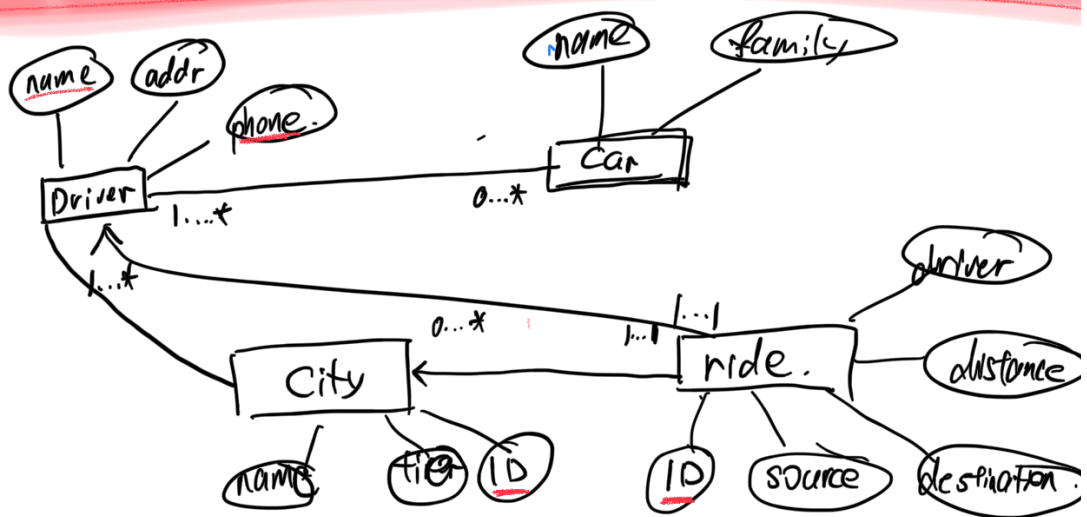 name
addr
phone.
name
family
Driver
Car
1....*
0...*
1...*
driver
0...*
1...1
1...1
City
ride.
distance
name
tier
ID
ID
source
destination.